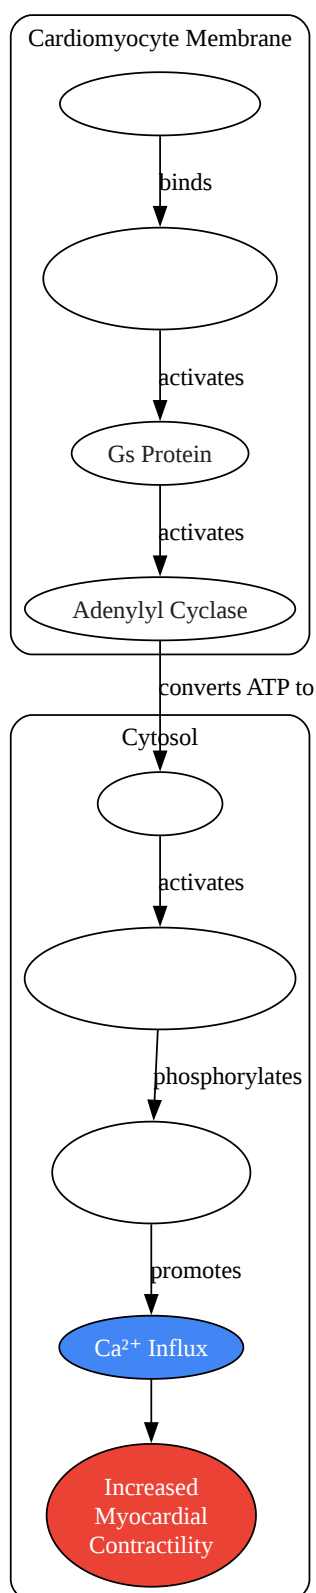 Cardiomyocyte Membrane
binds
activates
Gs Protein
activates
Adenylyl Cyclase
converts ATP to
Cytosol
activates
phosphorylates
promotes
Ca²⁺ Influx
Increased
Myocardial
Contractility